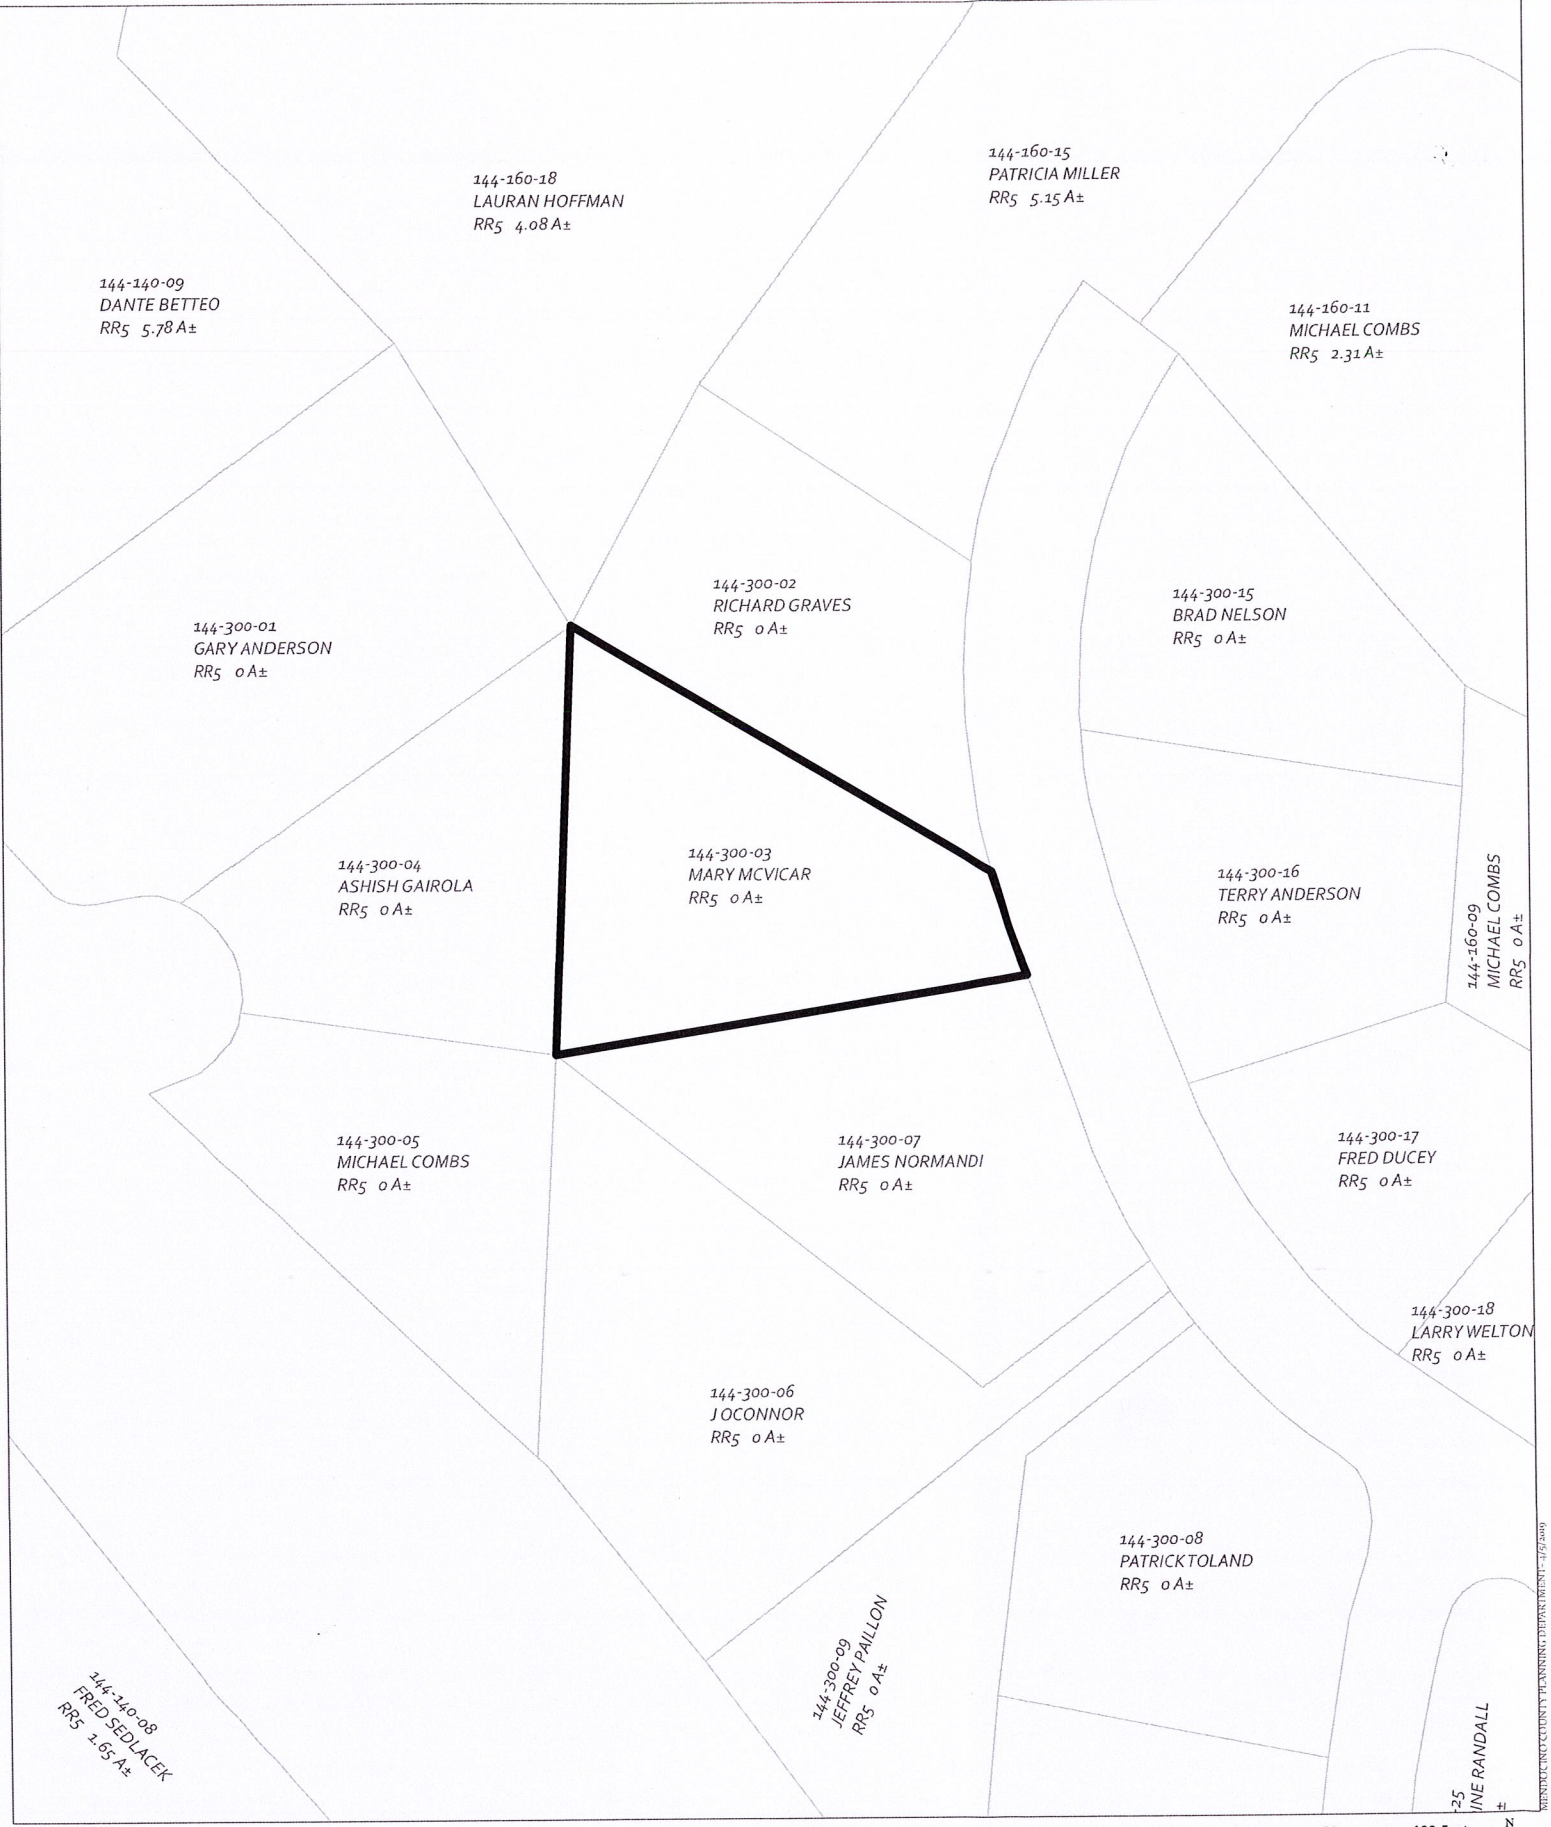 144-160-15
PATRICIA MILLER
RR5 5.15 A±
144-160-18
LAURAN HOFFMAN
RR5 4.08 A±
144-140-09
DANTE BETTEO
RR5 5.78 A±
144-160-11
MICHAEL COMBS
RR5 2.31 A±
144-300-02
RICHARD GRAVES
RR5 0 A±
144-300-15
BRAD NELSON
RR5 0 A±
144-300-01
GARY ANDERSON
RR5 0 A±
144-300-03
MARY MCVICAR
RR5 0 A±
144-300-04
ASHISH GAIROLA
RR5 0 A±
144-300-16
TERRY ANDERSON
RR5 0 A±
144-160-09
MICHAEL COMBS
RR5 0 A±
144-300-05
MICHAEL COMBS
RR5 0 A±
144-300-07
JAMES NORMANDI
RR5 0 A±
144-300-17
FRED DUCEY
RR5 0 A±
144-300-18
LARRY WELTON
RR5 0 A±
144-300-06
J OCONNOR
RR5 0 A±
144-300-08
PATRICK TOLAND
RR5 0 A±
144-300-09
JEFFREY PAILLON
RR5 0 A±
144-140-08
FRED SEDLACEK
RR5 1.65 A±
-25
INE RANDALL
±
MENDOCINO COUNTY PLANNING DEPARTMENT- 4/5/2019
N